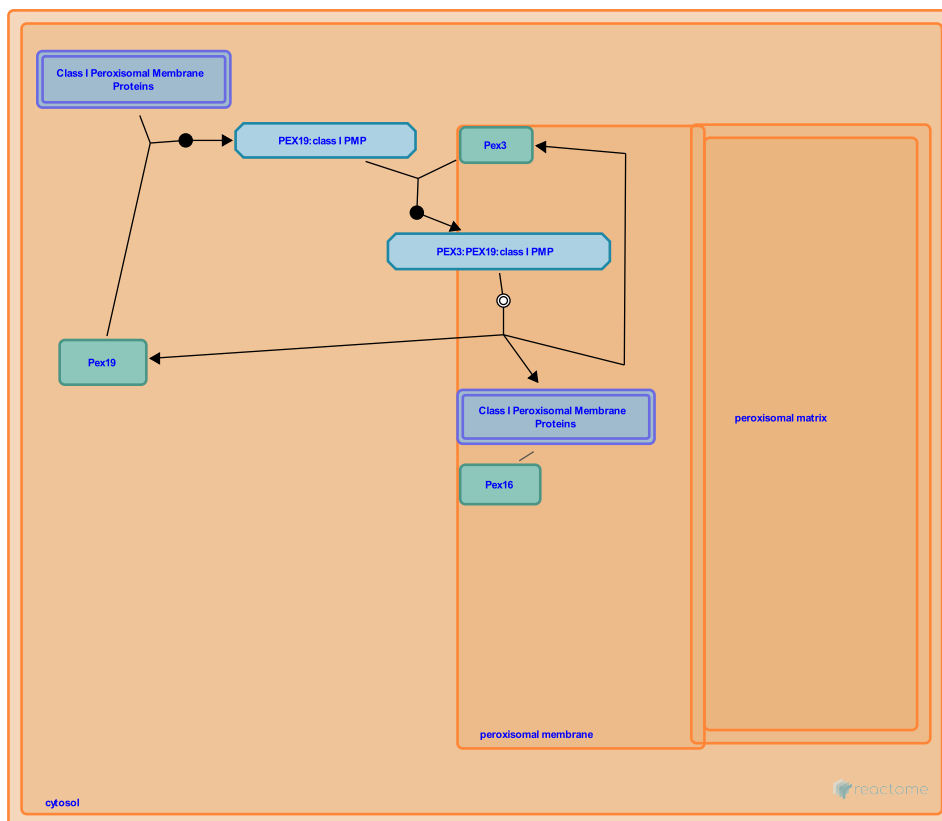 Class I Peroxisomal Membrane
Proteins
PEX19:class I PMP
Pex3
PEX3:PEX19:class I PMP
Pex19
Class I Peroxisomal Membrane
Proteins
peroxisomal matrix
Pex16
peroxisomal membrane
reactome
cytosol